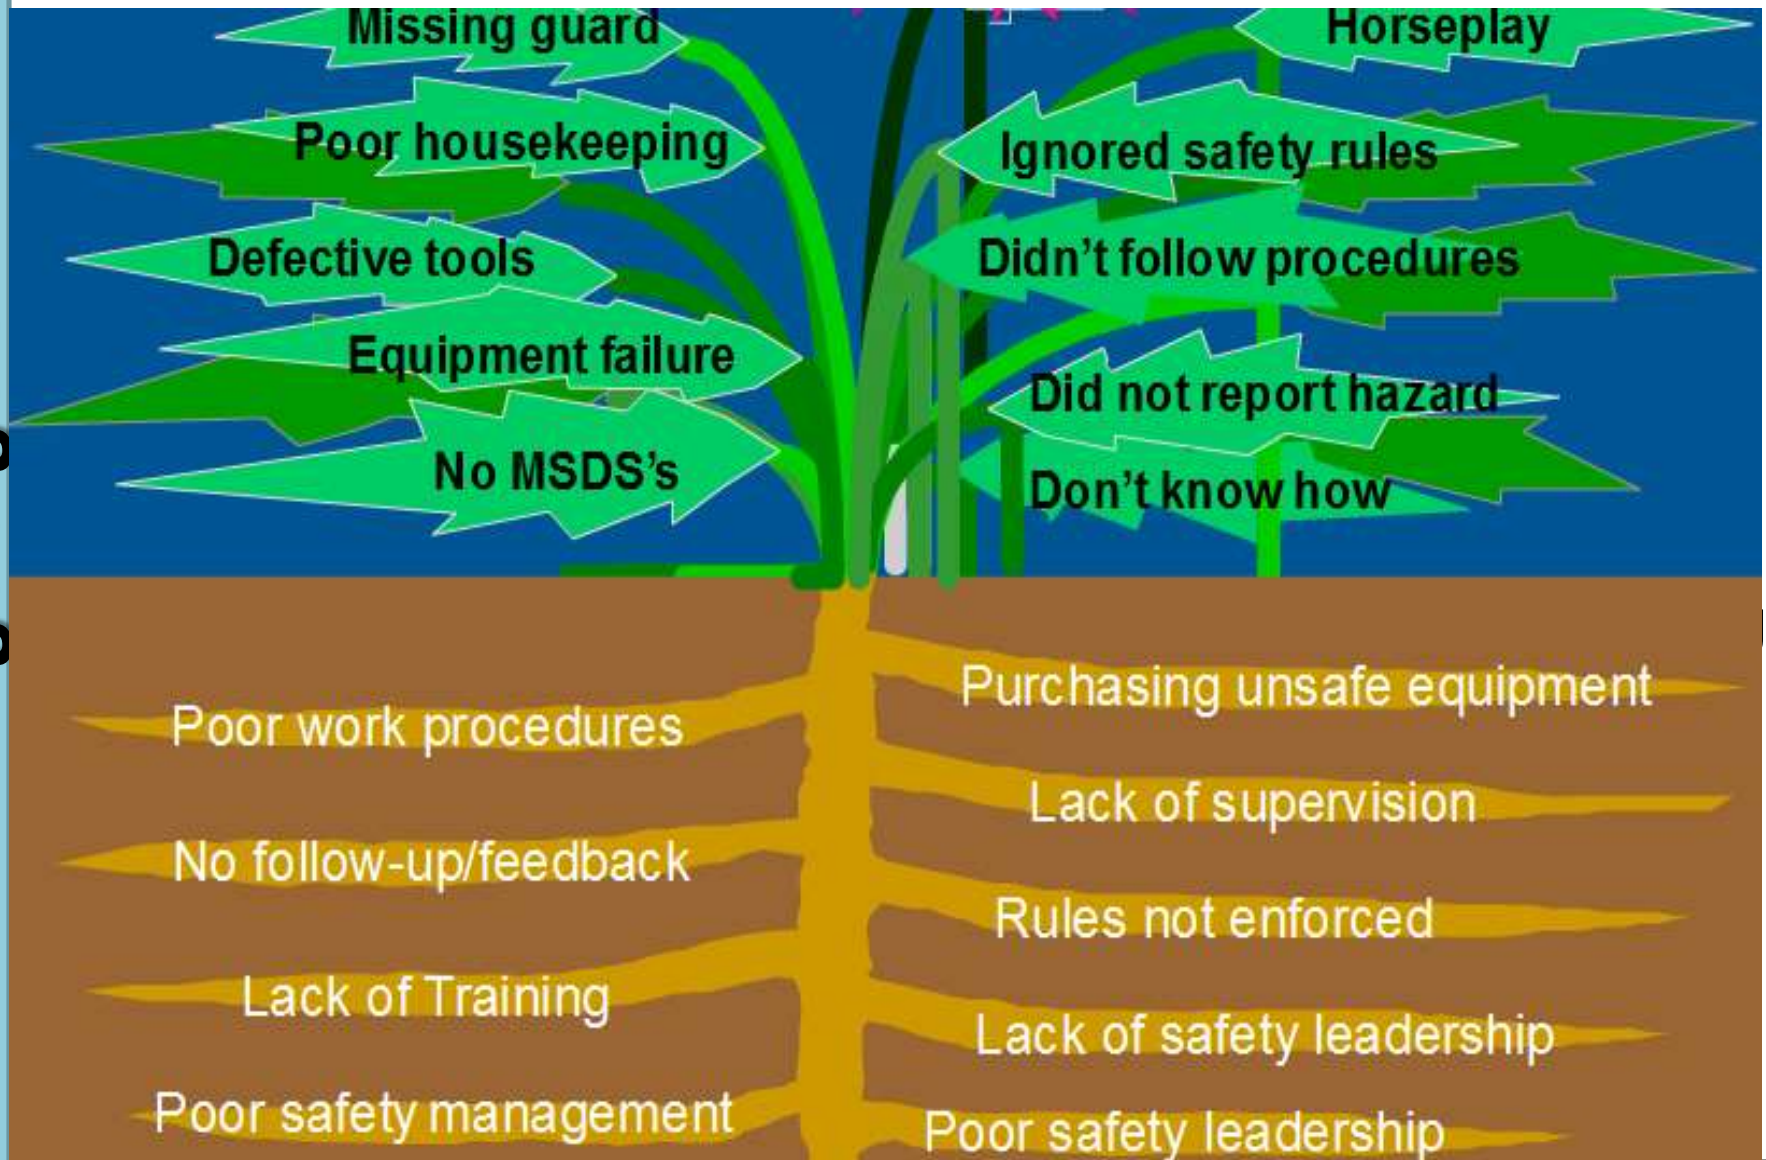 Missing guard
Horseplay
Poor housekeeping
Ignored safety rules
Defective tools
Didn't follow procedures
Equipment failure
Did not report hazard
No MSDS's
Don't know how
Purchasing unsafe equipment
Poor work procedures
Lack of supervision
No follow-up/feedback
Rules not enforced
Lack of Training
Lack of safety leadership
Poor safety management
Poor safety leadership